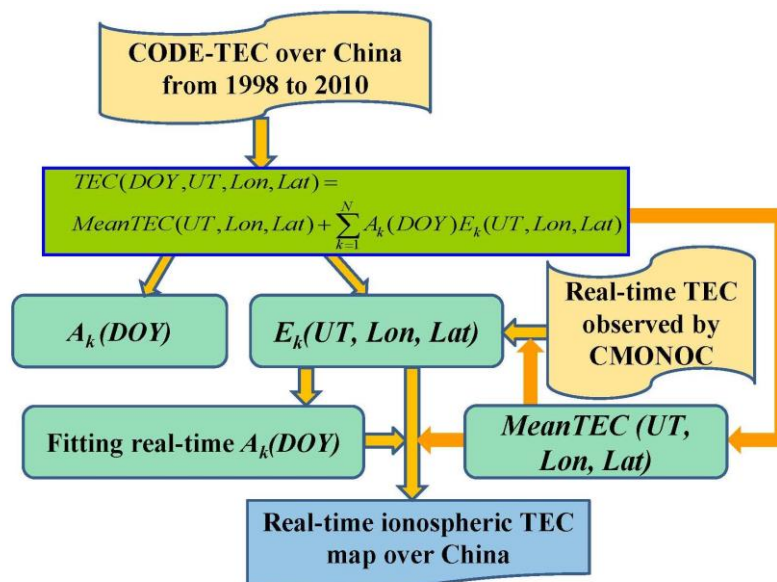 CODE-TEC over China
from 1998 to 2010
TEC(DOY,UT,Lon,Lat)=
MeanTEC(UT,Lon,Lat)+∑_{k=1}^{N} A_k(DOY)E_k(UT,Lon,Lat)
A_k(DOY)
E_k(UT, Lon, Lat)
Real-time TEC
observed by
CMONOC
Fitting real-time A_k(DOY)
MeanTEC (UT,
Lon, Lat)
Real-time ionospheric TEC
map over China